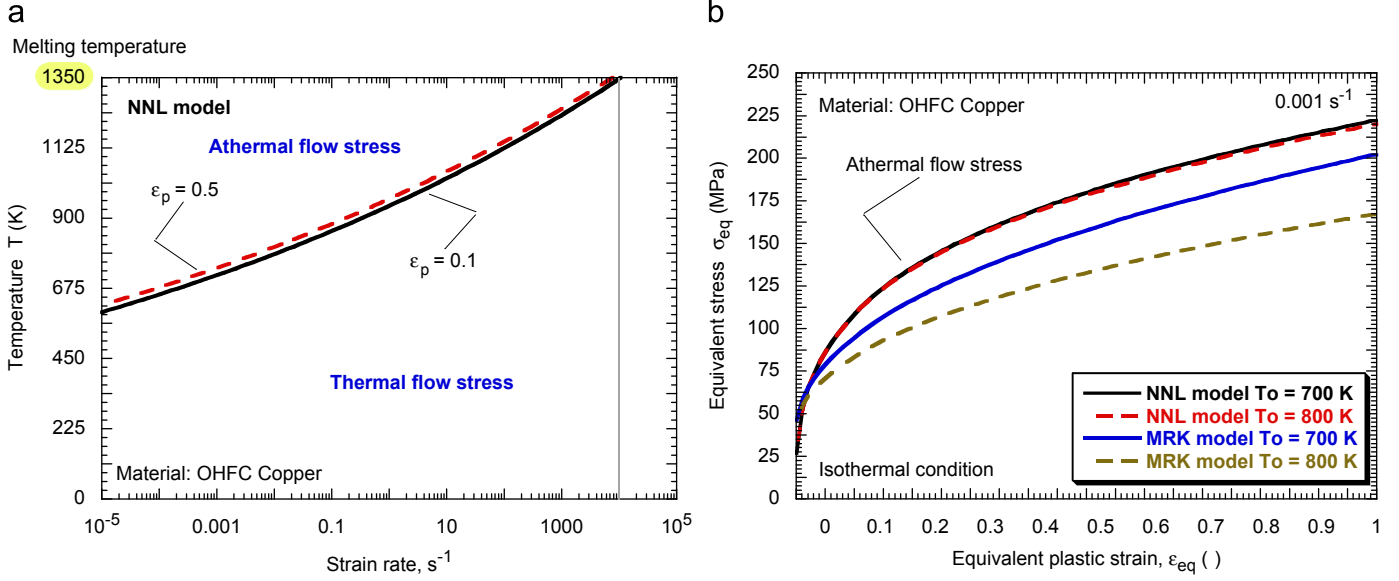 a
Melting temperature
1350
1125
900
675
450
225
0
Temperature T (K)
NNL model
Athermal flow stress
εp = 0.5
εp = 0.1
Thermal flow stress
Material: OHFC Copper
10⁻⁵
0.001
0.1
10
1000
10⁵
Strain rate, s⁻¹
b
250
225
200
175
150
125
100
75
50
25
0
Equivalent stress σeq (MPa)
Material: OHFC Copper
0.001 s⁻¹
Athermal flow stress
NNL model To = 700 K
NNL model To = 800 K
MRK model To = 700 K
MRK model To = 800 K
Isothermal condition
0
0.1
0.2
0.3
0.4
0.5
0.6
0.7
0.8
0.9
1
Equivalent plastic strain, εeq ( )